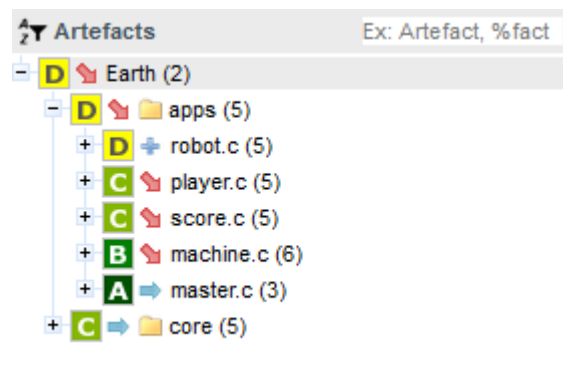 Artefacts Ex: Artefact, %fact
D Earth (2)
D apps (5)
D robot.c (5)
C player.c (5)
C score.c (5)
B machine.c (6)
A master.c (3)
C core (5)